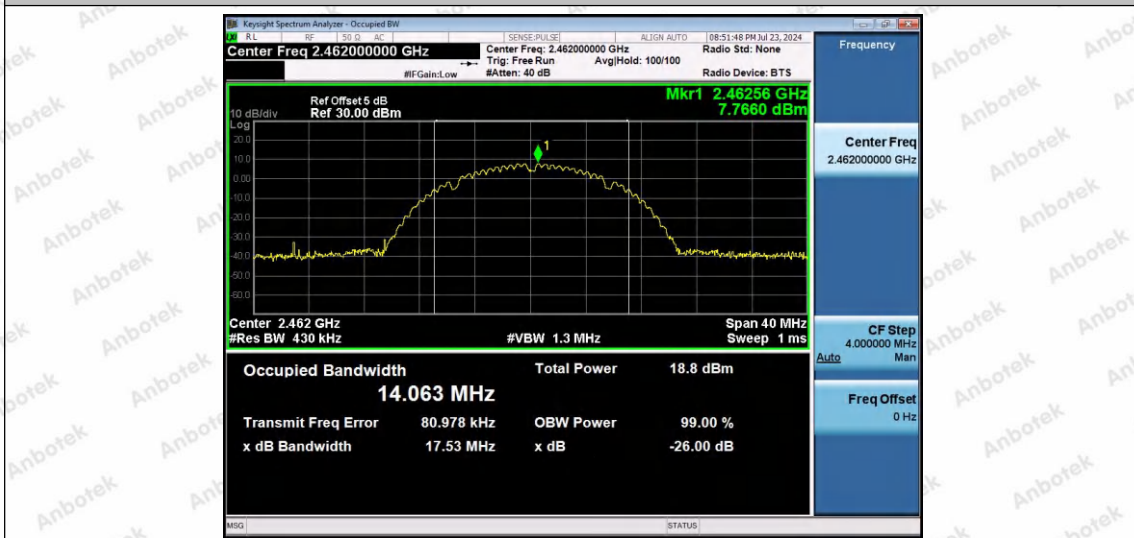 Keysight Spectrum Analyzer - Occupied BW
RL RF 50 Ω AC SENSE:PULSE ALIGN AUTO 08:51:48 PM Jul 23, 2024
Center Freq 2.462000000 GHz
Center Freq: 2.462000000 GHz
Radio Std: None
Trig: Free Run Avg|Hold: 100/100
#IFGain:Low
#Atten: 40 dB
Radio Device: BTS
Frequency
Mkr1 2.46256 GHz
7.7660 dBm
Ref Offset 5 dB
10 dB/div Ref 30.00 dBm
Log
20.0
10.0
0.00
-10.0
-20.0
-30.0
-40.0
-50.0
-60.0
1
Center Freq
2.462000000 GHz
Center 2.462 GHz
Span 40 MHz
#Res BW 430 kHz
#VBW 1.3 MHz
Sweep 1 ms
CF Step
4.000000 MHz
Auto Man
Occupied Bandwidth
14.063 MHz
Total Power 18.8 dBm
Freq Offset
0 Hz
Transmit Freq Error 80.978 kHz OBW Power 99.00 %
x dB Bandwidth 17.53 MHz x dB -26.00 dB
MSG
STATUS
Anbotek